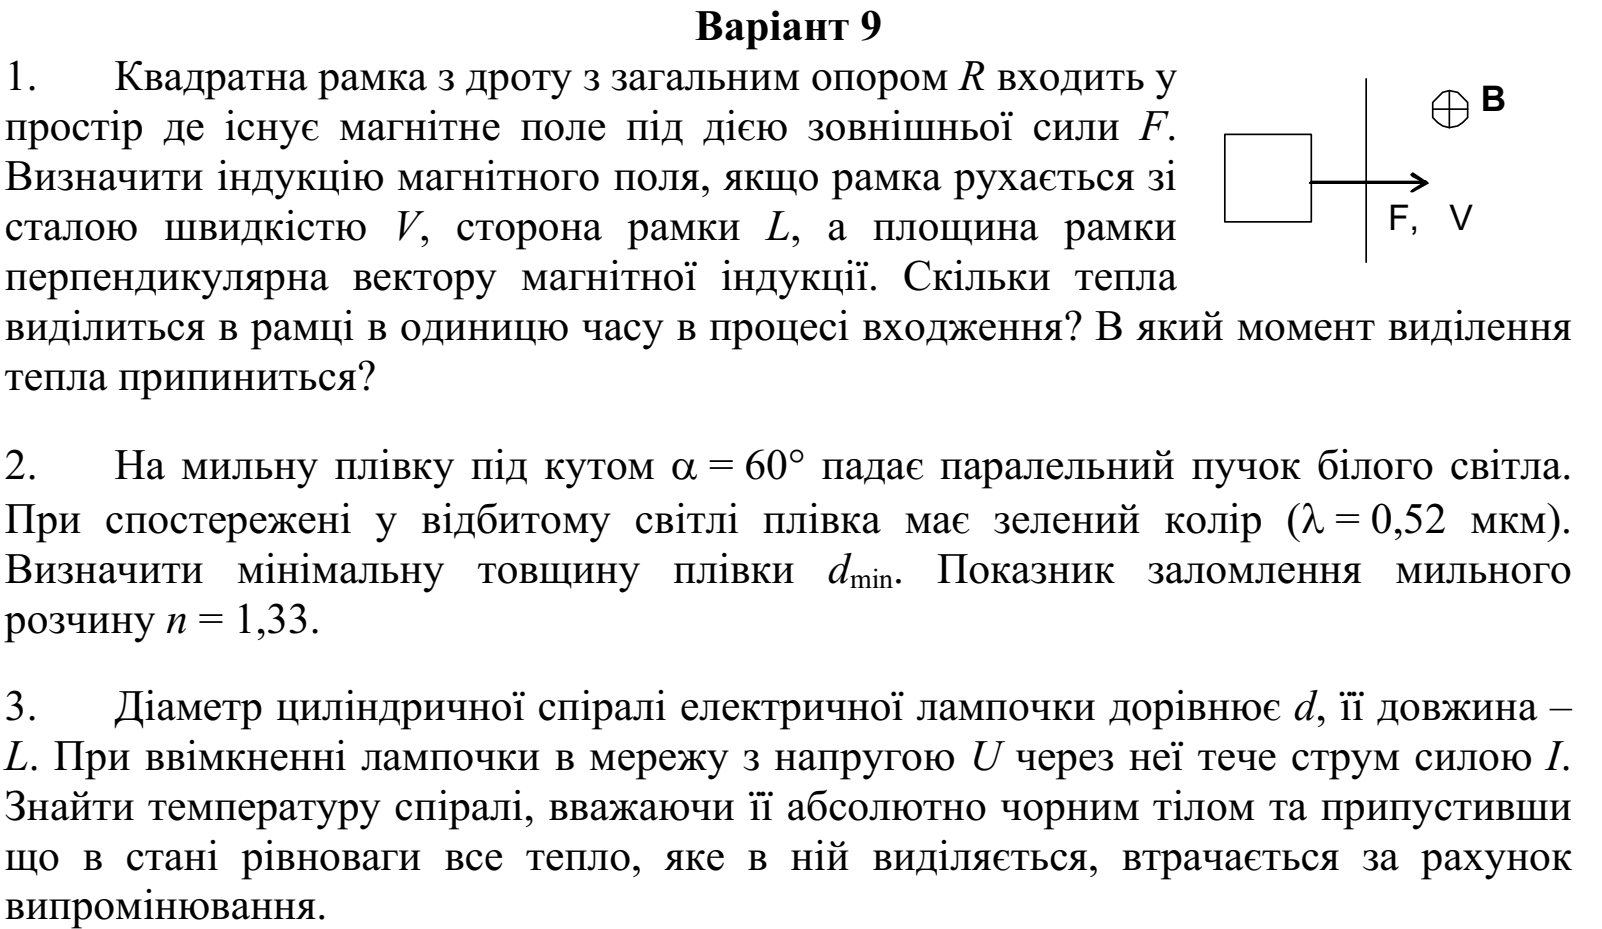 Варіант 9
1. Квадратна рамка з дроту з загальним опором R входить у
простір де існує магнітне поле під дією зовнішньої сили F.
Визначити індукцію магнітного поля, якщо рамка рухається зі
сталою швидкістю V, сторона рамки L, а площина рамки
перпендикулярна вектору магнітної індукції. Скільки тепла
виділиться в рамці в одиницю часу в процесі входження? В який момент виділення
тепла припиниться?
B
F, V
2. На мильну плівку під кутом α = 60° падає паралельний пучок білого світла.
При спостережені у відбитому світлі плівка має зелений колір (λ = 0,52 мкм).
Визначити мінімальну товщину плівки dmin. Показник заломлення мильного
розчину n = 1,33.
3. Діаметр циліндричної спіралі електричної лампочки дорівнює d, її довжина –
L. При ввімкненні лампочки в мережу з напругою U через неї тече струм силою I.
Знайти температуру спіралі, вважаючи її абсолютно чорним тілом та припустивши
що в стані рівноваги все тепло, яке в ній виділяється, втрачається за рахунок
випромінювання.